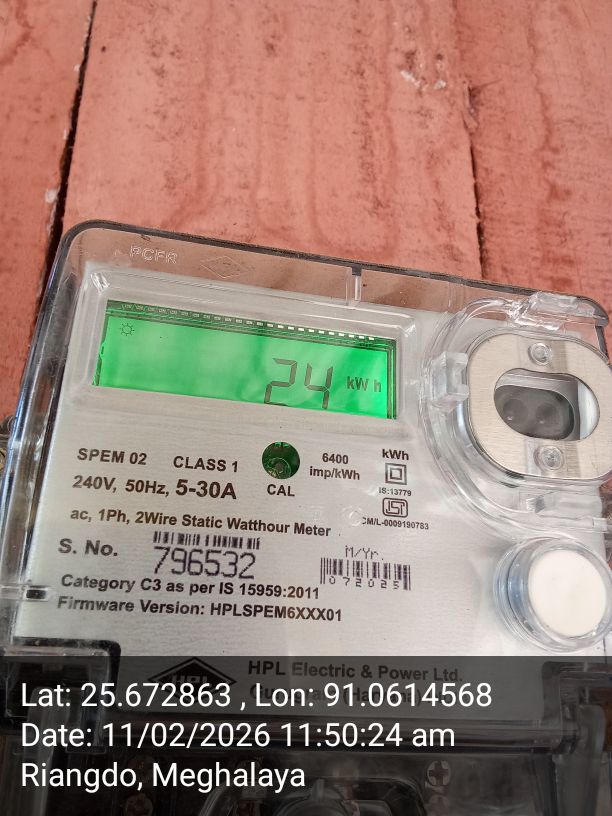 PCFR
24 kWh
SPEM 02 CLASS 1 6400 imp/kWh kWh
240V, 50Hz, 5-30A CAL IS:13779
ac, 1Ph, 2Wire Static Watthour Meter CM/L-0009190783
S. No. 796532 M/Yr. 072025
Category C3 as per IS 15959:2011
Firmware Version: HPLSPEM6XXX01
HPL HPL Electric & Power Ltd.
Lat: 25.672863 , Lon: 91.0614568
Date: 11/02/2026 11:50:24 am
Riangdo, Meghalaya